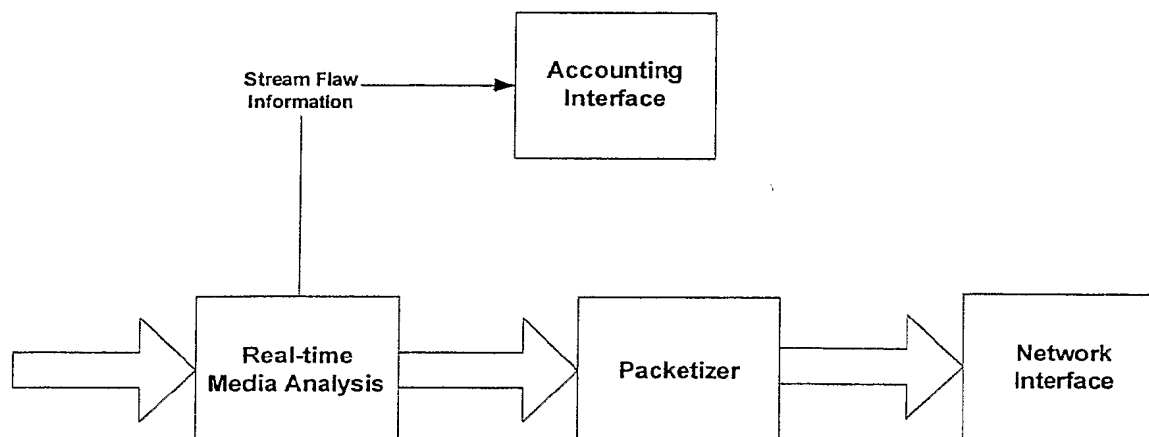 Stream Flaw
Information
Accounting
Interface
Real-time
Media Analysis
Packetizer
Network
Interface